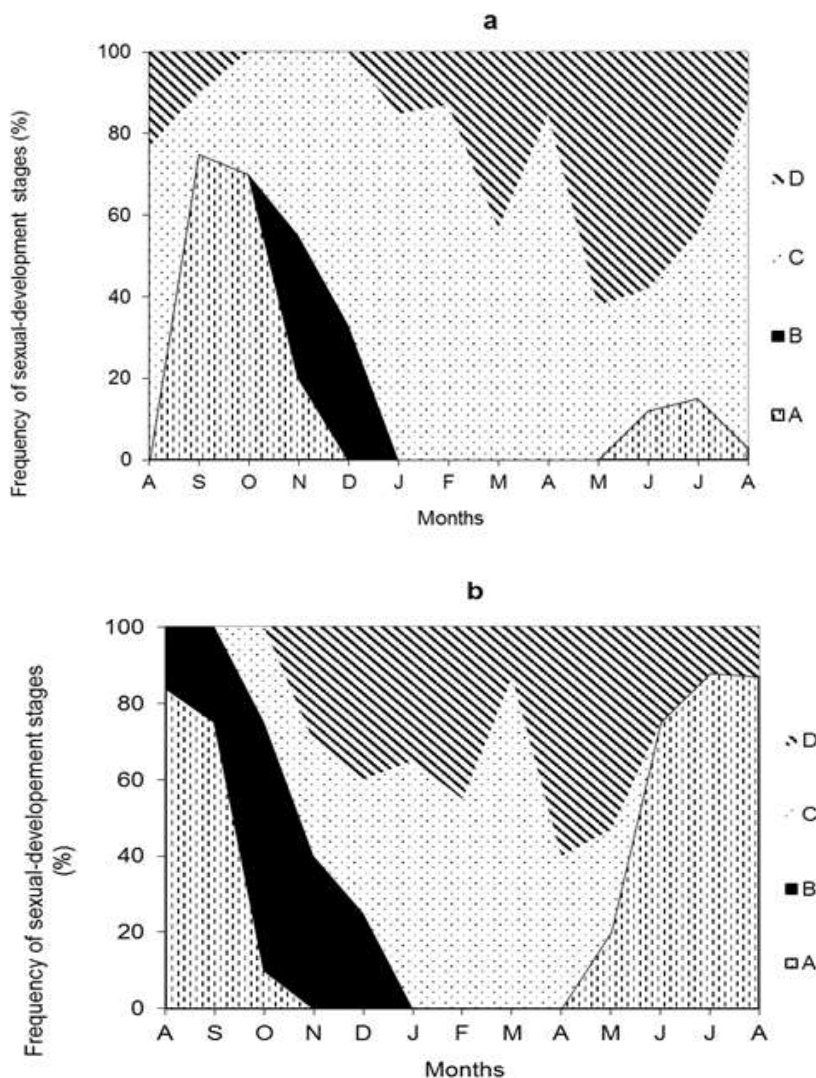 a
Frequency of sexual-development stages (%)
100
80
60
40
20
0
A S O N D J F M A M J J A
Months
D
C
B
A
b
Frequency of sexual-developement stages
(%)
100
80
60
40
20
0
A S O N D J F M A M J J A
Months
D
C
B
A